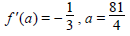 f'(a) = -1/3, a = 81/4